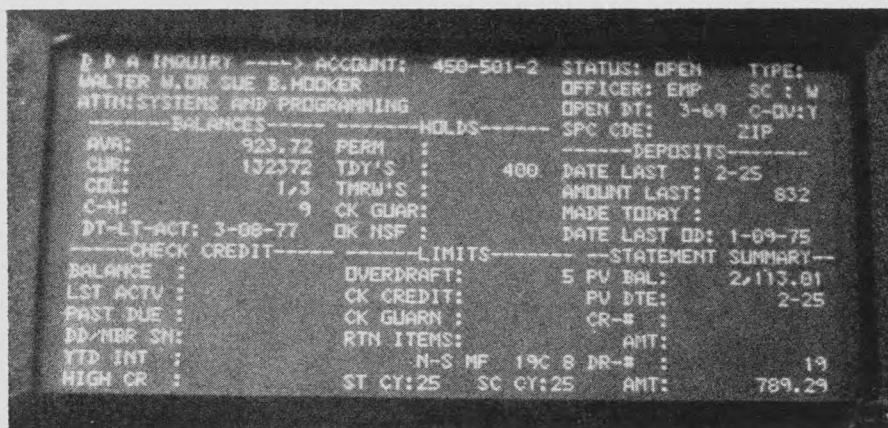 D D A INQUIRY ----> ACCOUNT: 450-501-2 STATUS: OPEN TYPE:
WALTER W.OR SUE B.HOOKER OFFICER: EMP SC : W
ATTN:SYSTEMS AND PROGRAMMING OPEN DT: 3-69 C-OV:Y
-------BALANCES------ -------HOLDS------ SPC CDE: ZIP
AVA: 923.72 PERM : ------DEPOSITS-------
CUR: 132372 TDY'S : 400 DATE LAST : 2-25
COL: 1,3 TMRW'S : AMOUNT LAST: 832
C-H: 9 CK GUAR: MADE TODAY :
DT-LT-ACT: 3-08-77 OK NSF : DATE LAST OD: 1-09-75
-----CHECK CREDIT----- ------LIMITS------- --STATEMENT SUMMARY--
BALANCE : OVERDRAFT: 5 PV BAL: 2,113.01
LST ACTV : CK CREDIT: PV DTE: 2-25
PAST DUE : CK GUARN : CR-# :
DD/MBR SN: RTN ITEMS: AMT:
YTD INT : N-S MF 19C 8 DR-# : 19
HIGH CR : ST CY:25 SC CY:25 AMT: 789.29